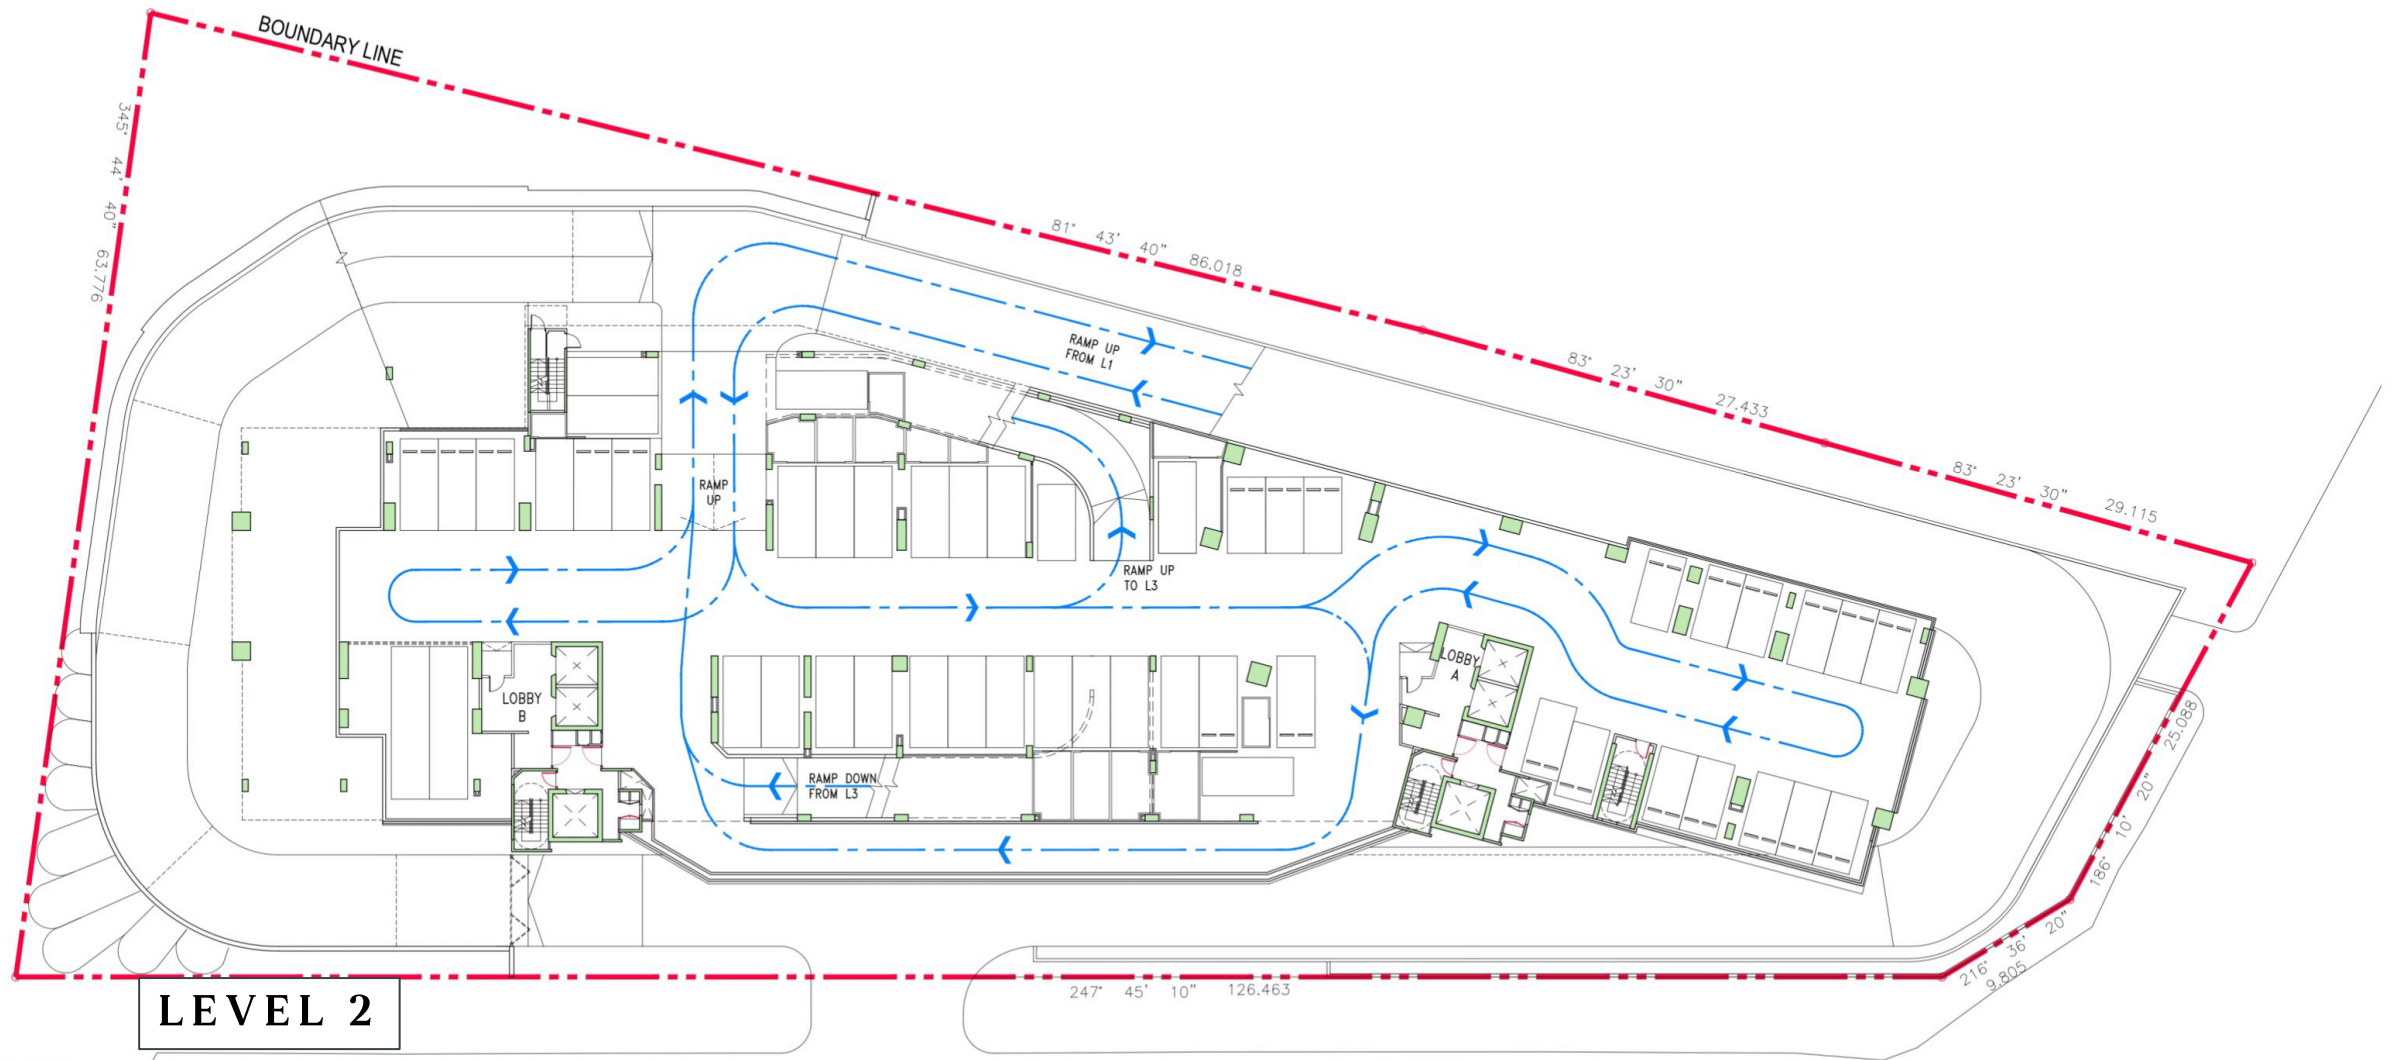 BOUNDARY LINE
345° 44' 40" 63.776
81° 43' 40" 86.018
83° 23' 30" 27.433
83° 23' 30" 29.115
RAMP UP
FROM L1
RAMP
UP
RAMP UP
TO L3
LOBBY
A
LOBBY
B
RAMP DOWN
FROM L3
186° 10' 20" 25.088
216° 36' 20"
9.805
247° 45' 10" 126.463
LEVEL 2